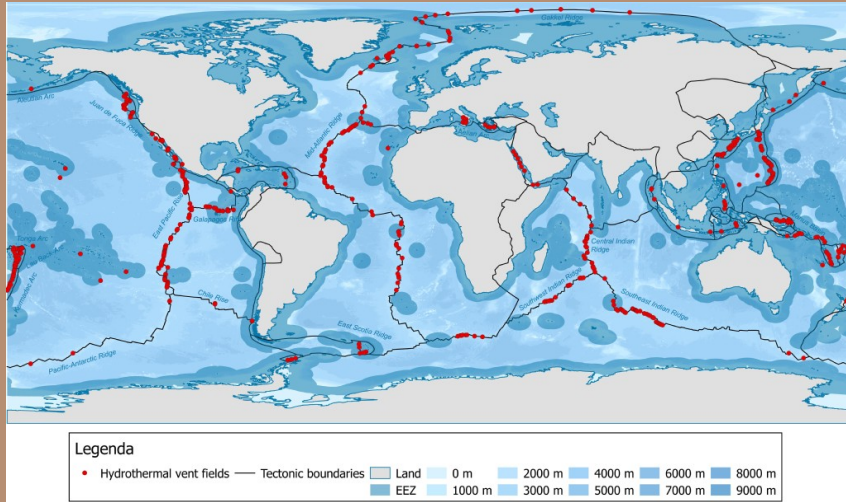 Gakkel Ridge
Aleutian Arc
Juan de Fuca Ridge
Mid-Atlantic Ridge
East Pacific Rise
Galapagos
Tonga Arc
Central Indian
Ridge
Chile Rise
Southwest Indian Ridge
Southeast Indian Ridge
East Scotia Ridge
Pacific-Antarctic Ridge
Legenda
Hydrothermal vent fields
Tectonic boundaries
Land
0 m
2000 m
4000 m
6000 m
8000 m
EEZ
1000 m
3000 m
5000 m
7000 m
9000 m